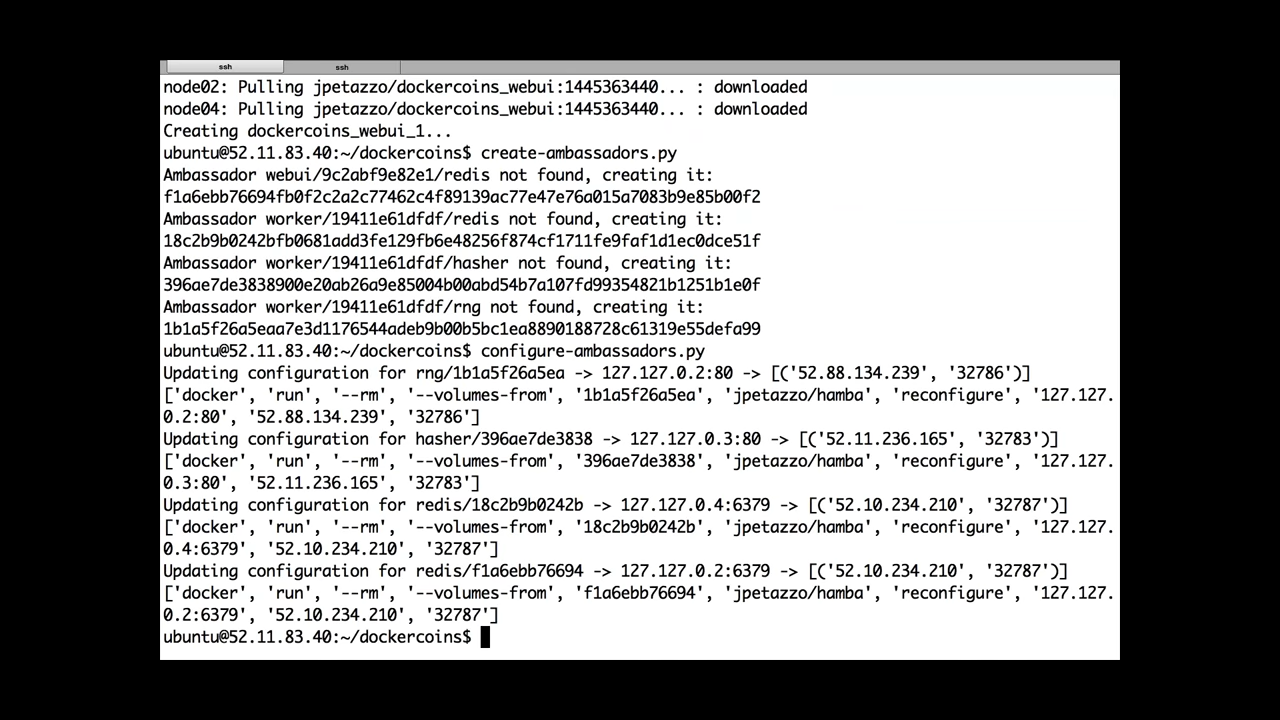 ssh ssh
node02: Pulling jpetazzo/dockercoins_webui:1445363440... : downloaded
node04: Pulling jpetazzo/dockercoins_webui:1445363440... : downloaded
Creating dockercoins_webui_1...
ubuntu@52.11.83.40:~/dockercoins$ create-ambassadors.py
Ambassador webui/9c2abf9e82e1/redis not found, creating it:
f1a6ebb76694fb0f2c2a2c77462c4f89139ac77e47e76a015a7083b9e85b00f2
Ambassador worker/19411e61dfdf/redis not found, creating it:
18c2b9b0242bfb0681add3fe129fb6e48256f874cf1711fe9faf1d1ec0dce51f
Ambassador worker/19411e61dfdf/hasher not found, creating it:
396ae7de3838900e20ab26a9e85004b00abd54b7a107fd99354821b1251b1e0f
Ambassador worker/19411e61dfdf/rng not found, creating it:
1b1a5f26a5eaa7e3d1176544adeb9b00b5bc1ea8890188728c61319e55defa99
ubuntu@52.11.83.40:~/dockercoins$ configure-ambassadors.py
Updating configuration for rng/1b1a5f26a5ea -> 127.127.0.2:80 -> [('52.88.134.239', '32786')]
['docker', 'run', '--rm', '--volumes-from', '1b1a5f26a5ea', 'jpetazzo/hamba', 'reconfigure', '127.127.
0.2:80', '52.88.134.239', '32786']
Updating configuration for hasher/396ae7de3838 -> 127.127.0.3:80 -> [('52.11.236.165', '32783')]
['docker', 'run', '--rm', '--volumes-from', '396ae7de3838', 'jpetazzo/hamba', 'reconfigure', '127.127.
0.3:80', '52.11.236.165', '32783']
Updating configuration for redis/18c2b9b0242b -> 127.127.0.4:6379 -> [('52.10.234.210', '32787')]
['docker', 'run', '--rm', '--volumes-from', '18c2b9b0242b', 'jpetazzo/hamba', 'reconfigure', '127.127.
0.4:6379', '52.10.234.210', '32787']
Updating configuration for redis/f1a6ebb76694 -> 127.127.0.2:6379 -> [('52.10.234.210', '32787')]
['docker', 'run', '--rm', '--volumes-from', 'f1a6ebb76694', 'jpetazzo/hamba', 'reconfigure', '127.127.
0.2:6379', '52.10.234.210', '32787']
ubuntu@52.11.83.40:~/dockercoins$